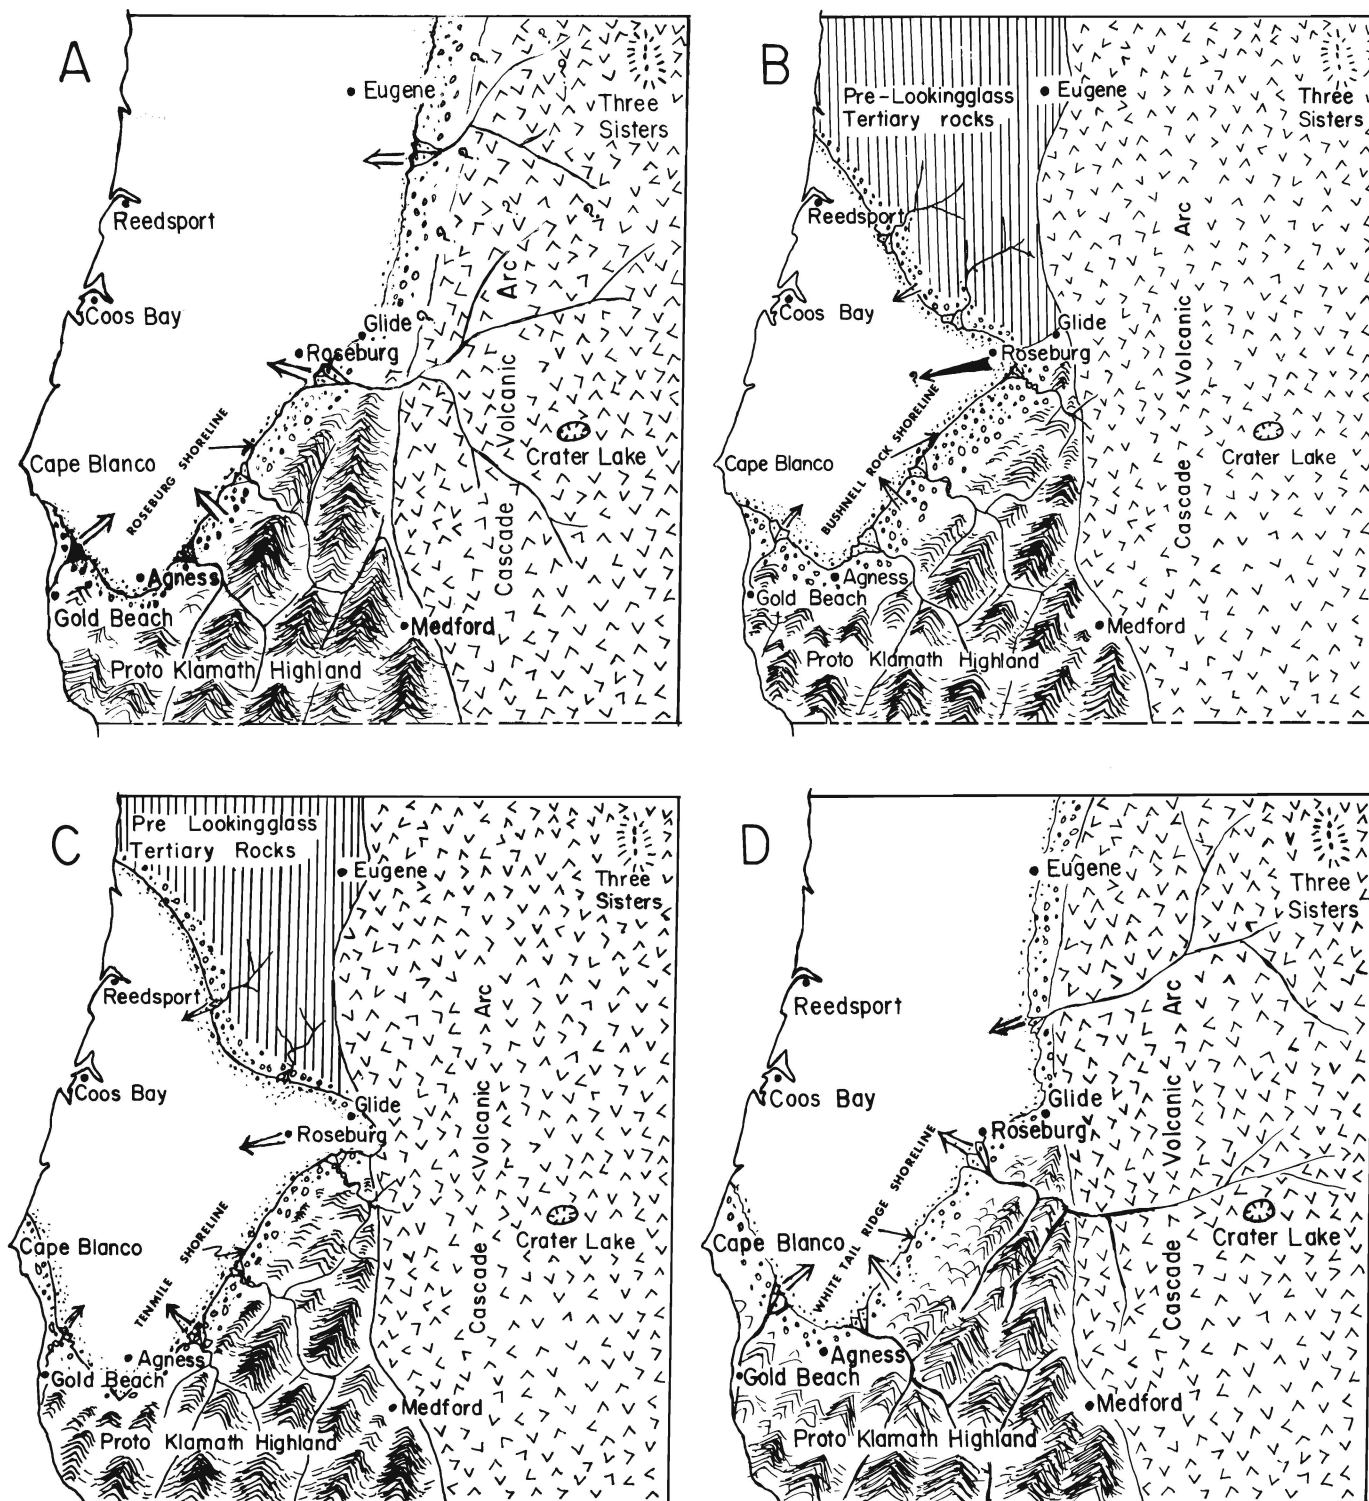 A
Eugene
Three
Sisters
Reedsport
Arc
Coos Bay
Glide
Roseburg
Volcanic
ROSEBURG SHORELINE
Crater Lake
Cape Blanco
Cascade
Agness
Gold Beach
Medford
Proto Klamath Highland
?
?
?
?
?
?
?
B
Pre-Lookingglass
Tertiary rocks
Eugene
Three
Sisters
Reedsport
Arc
Coos Bay
Glide
Volcanic
Roseburg
?
BUSHNELL ROCK SHORELINE
Crater Lake
Cape Blanco
Cascade
Agness
Gold Beach
Medford
Proto Klamath Highland
C
Pre Lookingglass
Tertiary Rocks
Eugene
Three
Sisters
Reedsport
Arc
Coos Bay
Glide
Volcanic
Roseburg
TENMILE SHORELINE
Crater Lake
Cape Blanco
Cascade
Agness
Gold Beach
Medford
Proto Klamath Highland
D
Eugene
Three
Sisters
Reedsport
Arc
Coos Bay
Glide
Volcanic
Roseburg
WHITE TAIL RIDGE SHORELINE
Crater Lake
Cape Blanco
Cascade
Agness
Gold Beach
Medford
Proto Klamath Highland